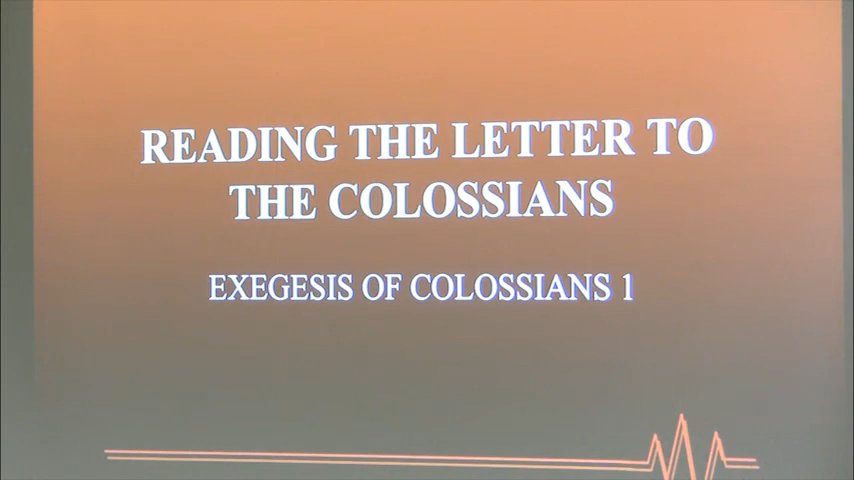 READING THE LETTER TO
THE COLOSSIANS
EXEGESIS OF COLOSSIANS 1